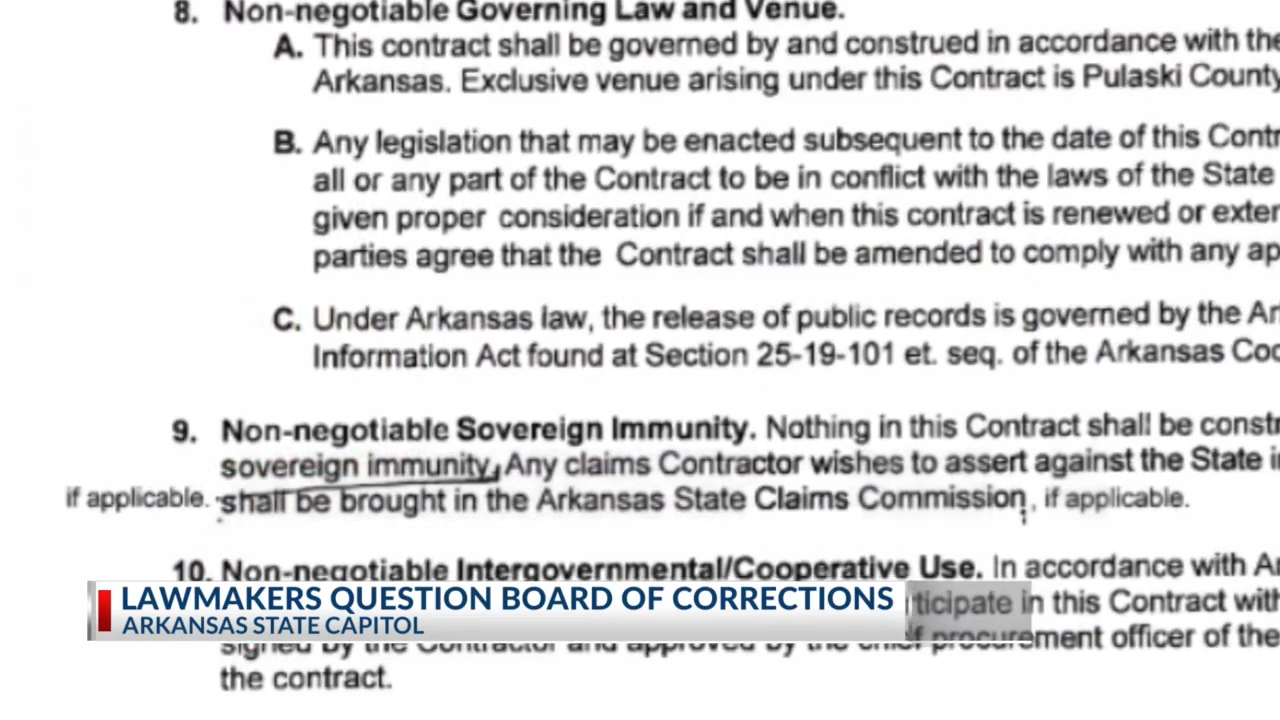 8. Non-negotiable Governing Law and Venue.
A. This contract shall be governed by and construed in accordance with the
Arkansas. Exclusive venue arising under this Contract is Pulaski County
B. Any legislation that may be enacted subsequent to the date of this Contr
all or any part of the Contract to be in conflict with the laws of the State
given proper consideration if and when this contract is renewed or exten
parties agree that the Contract shall be amended to comply with any ap
C. Under Arkansas law, the release of public records is governed by the Ar
Information Act found at Section 25-19-101 et. seq. of the Arkansas Cod
9. Non-negotiable Sovereign Immunity. Nothing in this Contract shall be constr
sovereign immunity, Any claims Contractor wishes to assert against the State i
if applicable. shall be brought in the Arkansas State Claims Commission, if applicable.
10. Non-negotiable Intergovernmental/Cooperative Use. In accordance with Ar
ticipate in this Contract with
signed by the Contractor and approved by the chief procurement officer of the
the contract.
LAWMAKERS QUESTION BOARD OF CORRECTIONS
ARKANSAS STATE CAPITOL